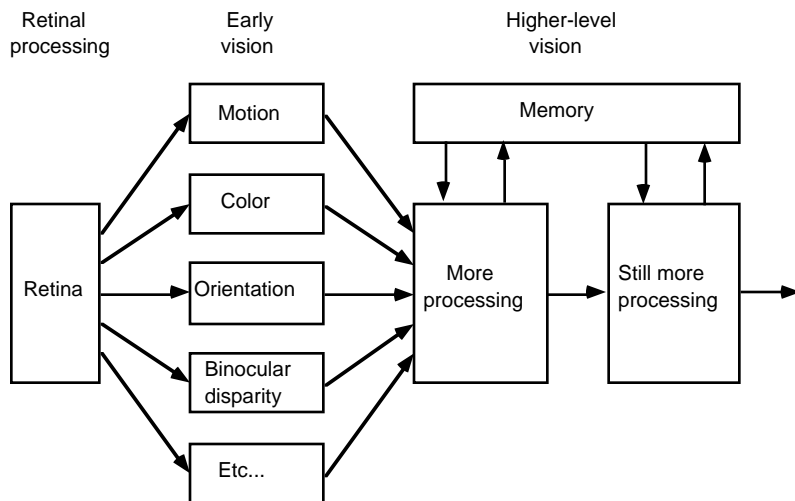 Retinal
processing
Early
vision
Higher-level
vision
Motion
Memory
Color
Retina
Orientation
More
processing
Still more
processing
Binocular
disparity
Etc...